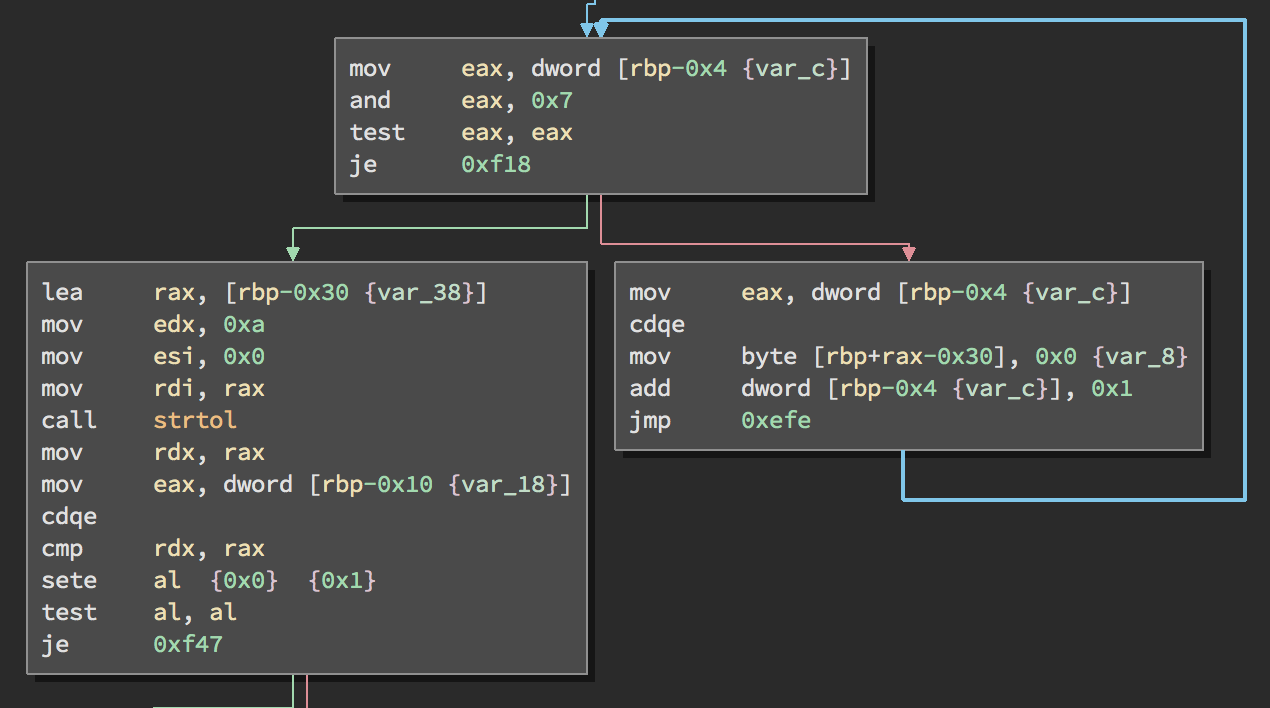 mov eax, dword [rbp-0x4 {var_c}]
and eax, 0x7
test eax, eax
je 0xf18
lea rax, [rbp-0x30 {var_38}]
mov edx, 0xa
mov esi, 0x0
mov rdi, rax
call strtol
mov rdx, rax
mov eax, dword [rbp-0x10 {var_18}]
cdqe
cmp rdx, rax
sete al {0x0} {0x1}
test al, al
je 0xf47
mov eax, dword [rbp-0x4 {var_c}]
cdqe
mov byte [rbp+rax-0x30], 0x0 {var_8}
add dword [rbp-0x4 {var_c}], 0x1
jmp 0xefe